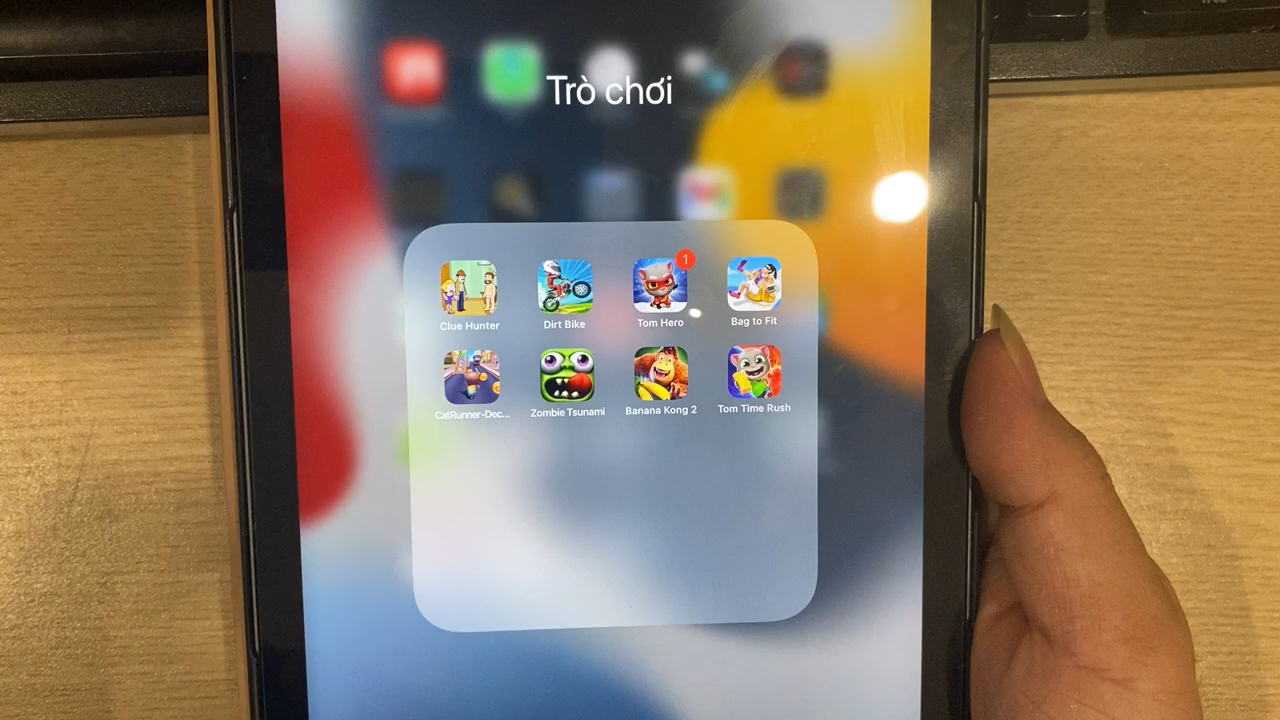 Trò chơi
1
Clue Hunter
Dirt Bike
Tom Hero
Bag to Fit
CatRunner-Dec...
Zombie Tsunami
Banana Kong 2
Tom Time Rush